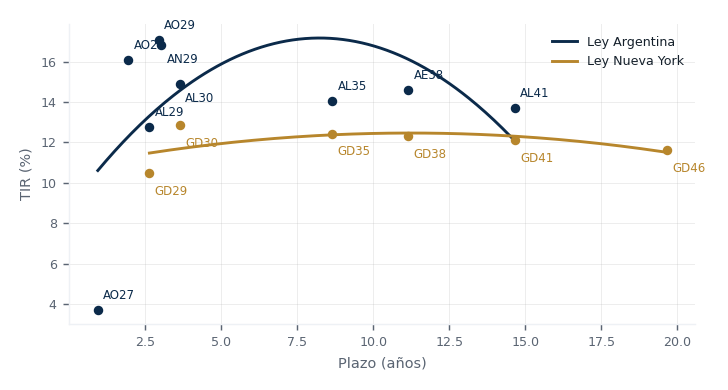 AO29
AN29
AL30
AL29
AL35
AE38
AL41
AO27
GD30
GD29
GD35
GD38
GD41
GD46
Ley Argentina
Ley Nueva York
TIR (%)
16
14
12
10
8
6
4
2.5
5.0
7.5
10.0
12.5
15.0
17.5
20.0
Plazo (años)